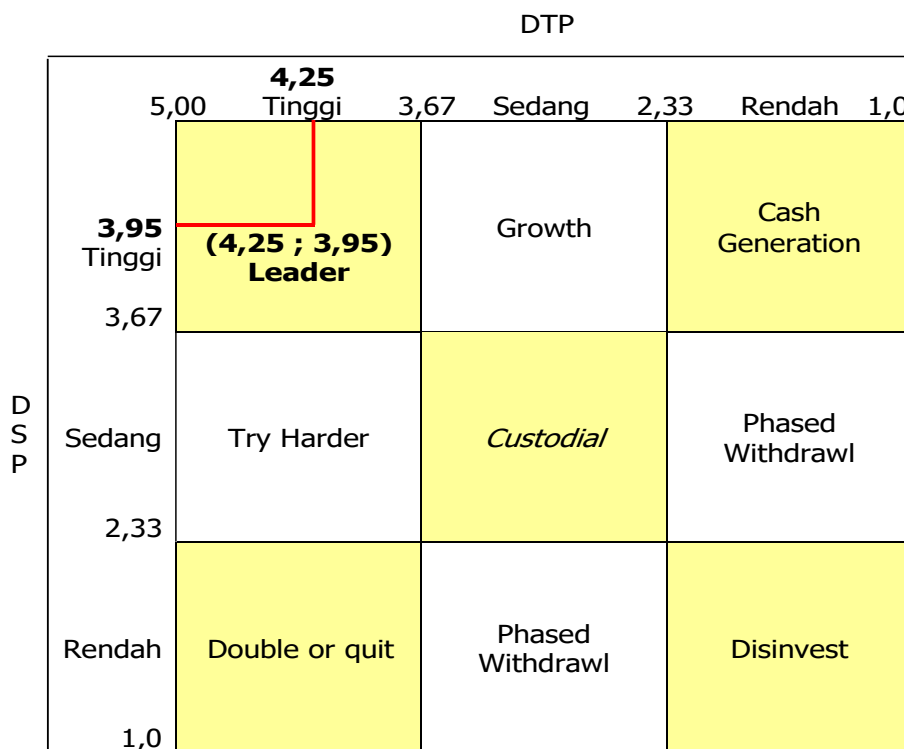 DTP
4,25
5,00 Tinggi 3,67 Sedang 2,33 Rendah 1,0
3,95
Tinggi
(4,25 ; 3,95)
Leader
Growth
Cash
Generation
3,67
D
S
P
Sedang
Try Harder
Custodial
Phased
Withdrawl
2,33
Rendah
Double or quit
Phased
Withdrawl
Disinvest
1,0